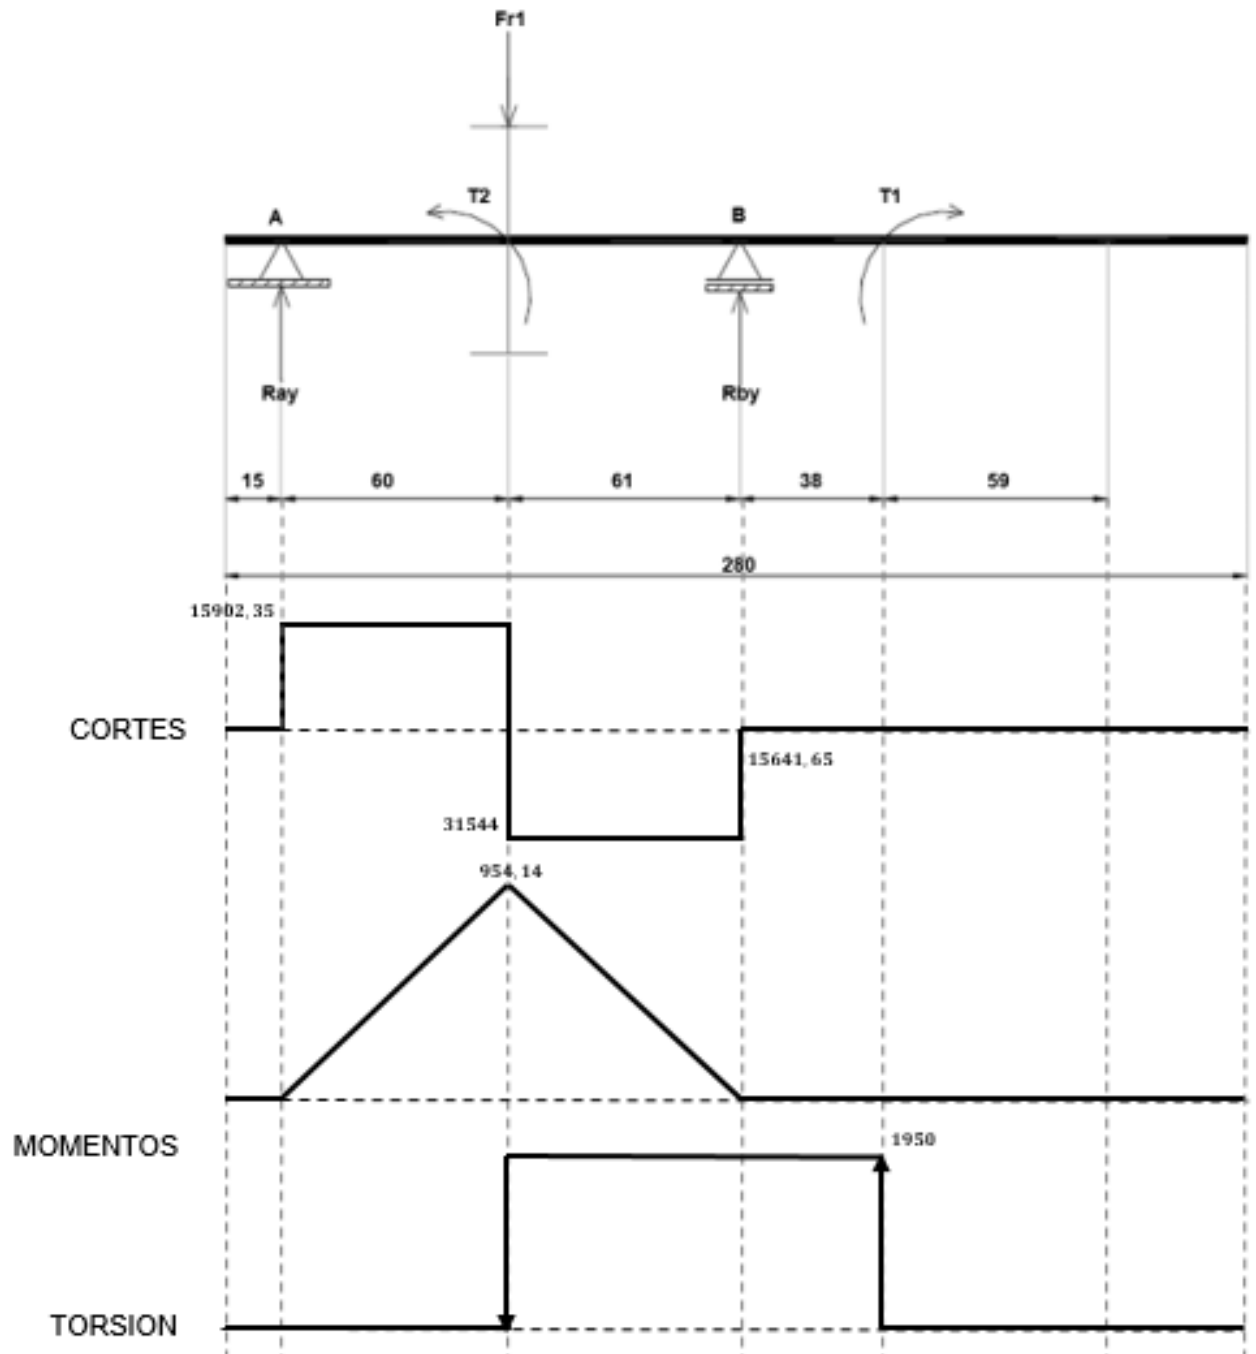 Fr1
T2
T1
A
B
Ray
Rby
15 60 61 38 59
280
15902,35
CORTES
15641,65
31544
954,14
MOMENTOS
1950
TORSION